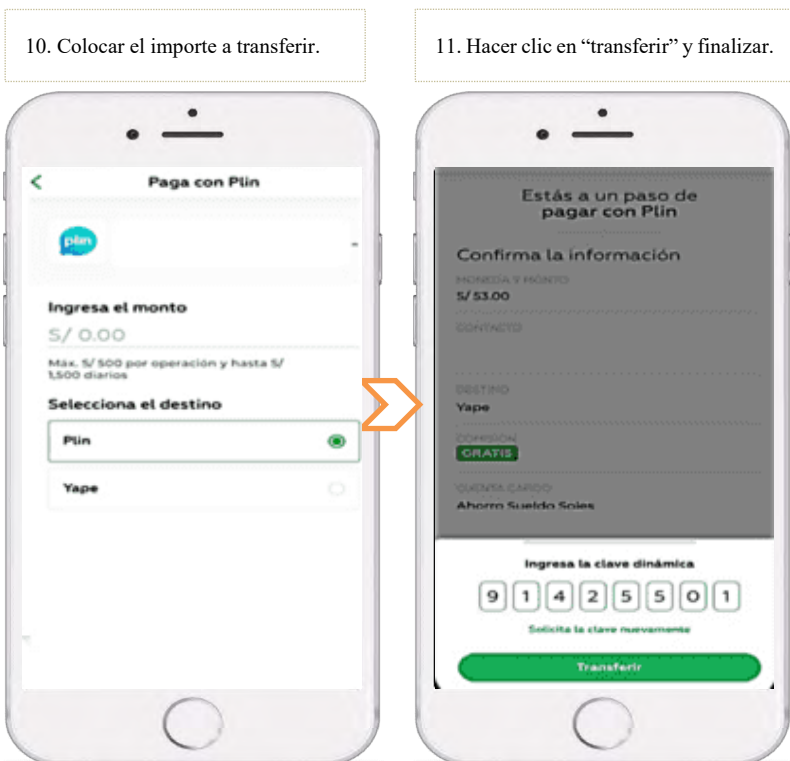 10. Colocar el importe a transferir.
Paga con Plin
plin
Ingresa el monto
S/ 0.00
Máx. S/ 500 por operación y hasta S/
1,500 diarios
Selecciona el destino
Plin
Yape
11. Hacer clic en “transferir” y finalizar.
Estás a un paso de
pagar con Plin
Confirma la información
MONEDA Y MONTO
S/ 53.00
CONTACTO
DESTINO
Yape
COMISIÓN
GRATIS
CUENTA CARGO
Ahorro Sueldo Soles
Ingresa la clave dinámica
9 1 4 2 5 5 0 1
Solicita la clave nuevamente
Transferir